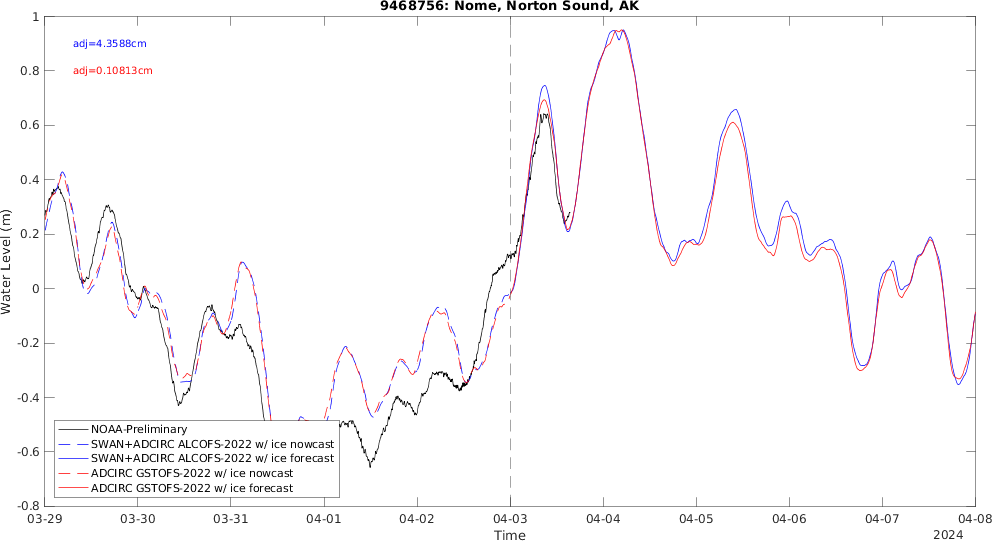 9468756: Nome, Norton Sound, AK
adj=4.3588cm
adj=0.10813cm
Water Level (m)
1
0.8
0.6
0.4
0.2
0
-0.2
-0.4
-0.6
-0.8
NOAA-Preliminary
SWAN+ADCIRC ALCOFS-2022 w/ ice nowcast
SWAN+ADCIRC ALCOFS-2022 w/ ice forecast
ADCIRC GSTOFS-2022 w/ ice nowcast
ADCIRC GSTOFS-2022 w/ ice forecast
03-29 03-30 03-31 04-01 04-02 04-03 04-04 04-05 04-06 04-07 04-08
Time
2024